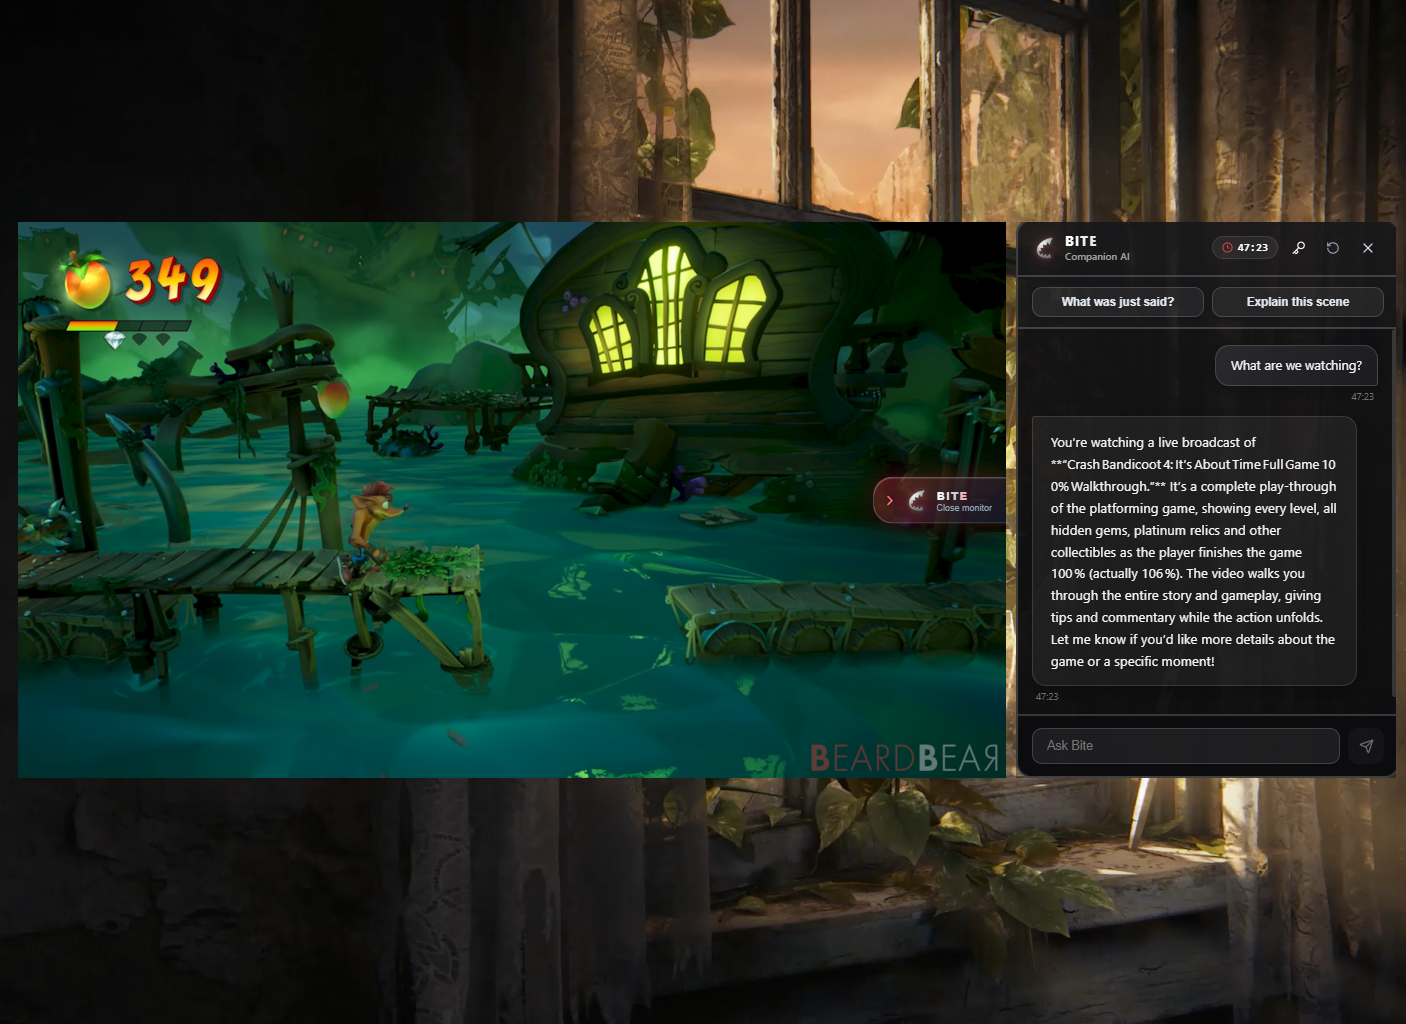 349
BITE
Close monitor
BEARDBEAR
BITE
Companion AI
47:23
What was just said?
Explain this scene
What are we watching?
47:23
You're watching a live broadcast of
**"Crash Bandicoot 4: It's About Time Full Game 10
0% Walkthrough."** It's a complete play-through
of the platforming game, showing every level, all
hidden gems, platinum relics and other
collectibles as the player finishes the game
100 % (actually 106 %). The video walks you
through the entire story and gameplay, giving
tips and commentary while the action unfolds.
Let me know if you'd like more details about the
game or a specific moment!
47:23
Ask Bite